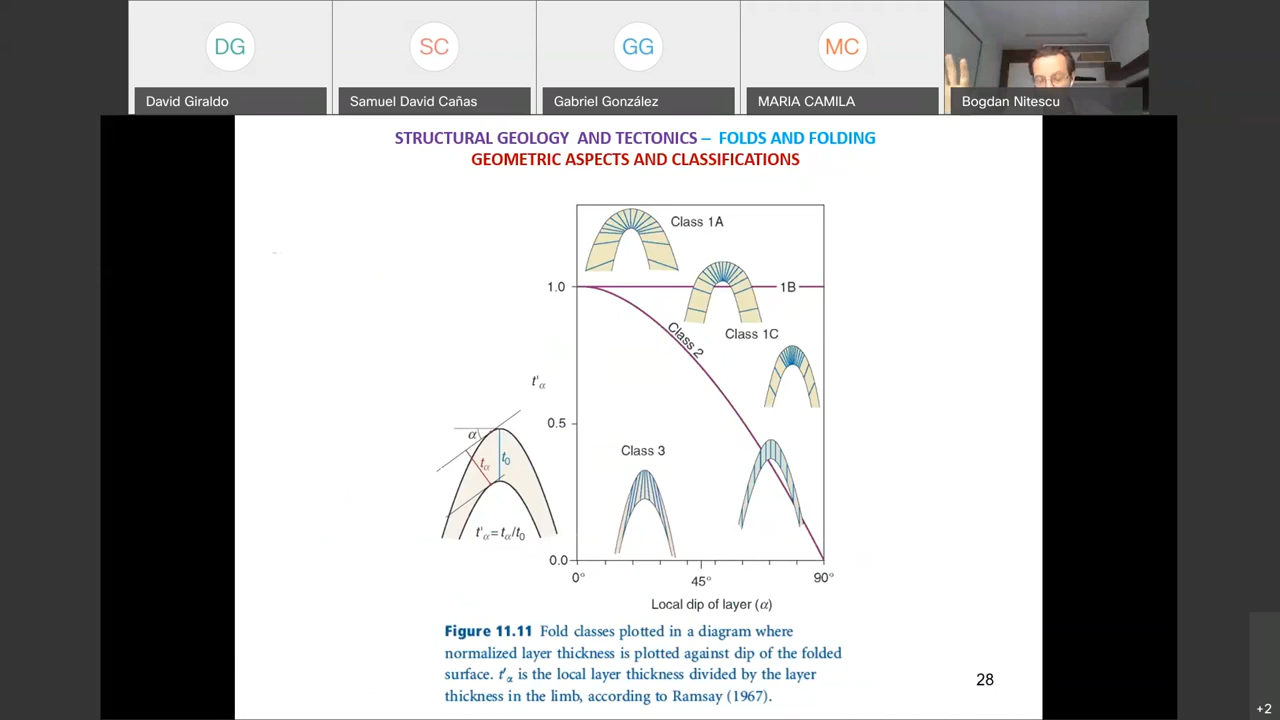 DG
SC
GG
MC
David Giraldo
Samuel David Cañas
Gabriel González
MARIA CAMILA
Bogdan Nitescu
STRUCTURAL GEOLOGY AND TECTONICS – FOLDS AND FOLDING
GEOMETRIC ASPECTS AND CLASSIFICATIONS
Class 1A
1.0
1B
Class 2
Class 1C
t'α
0.5
α
tα
t0
Class 3
t'α=tα/t0
0.0
0°
45°
90°
Local dip of layer (α)
Figure 11.11 Fold classes plotted in a diagram where
normalized layer thickness is plotted against dip of the folded
surface. t'α is the local layer thickness divided by the layer
thickness in the limb, according to Ramsay (1967).
28
+2